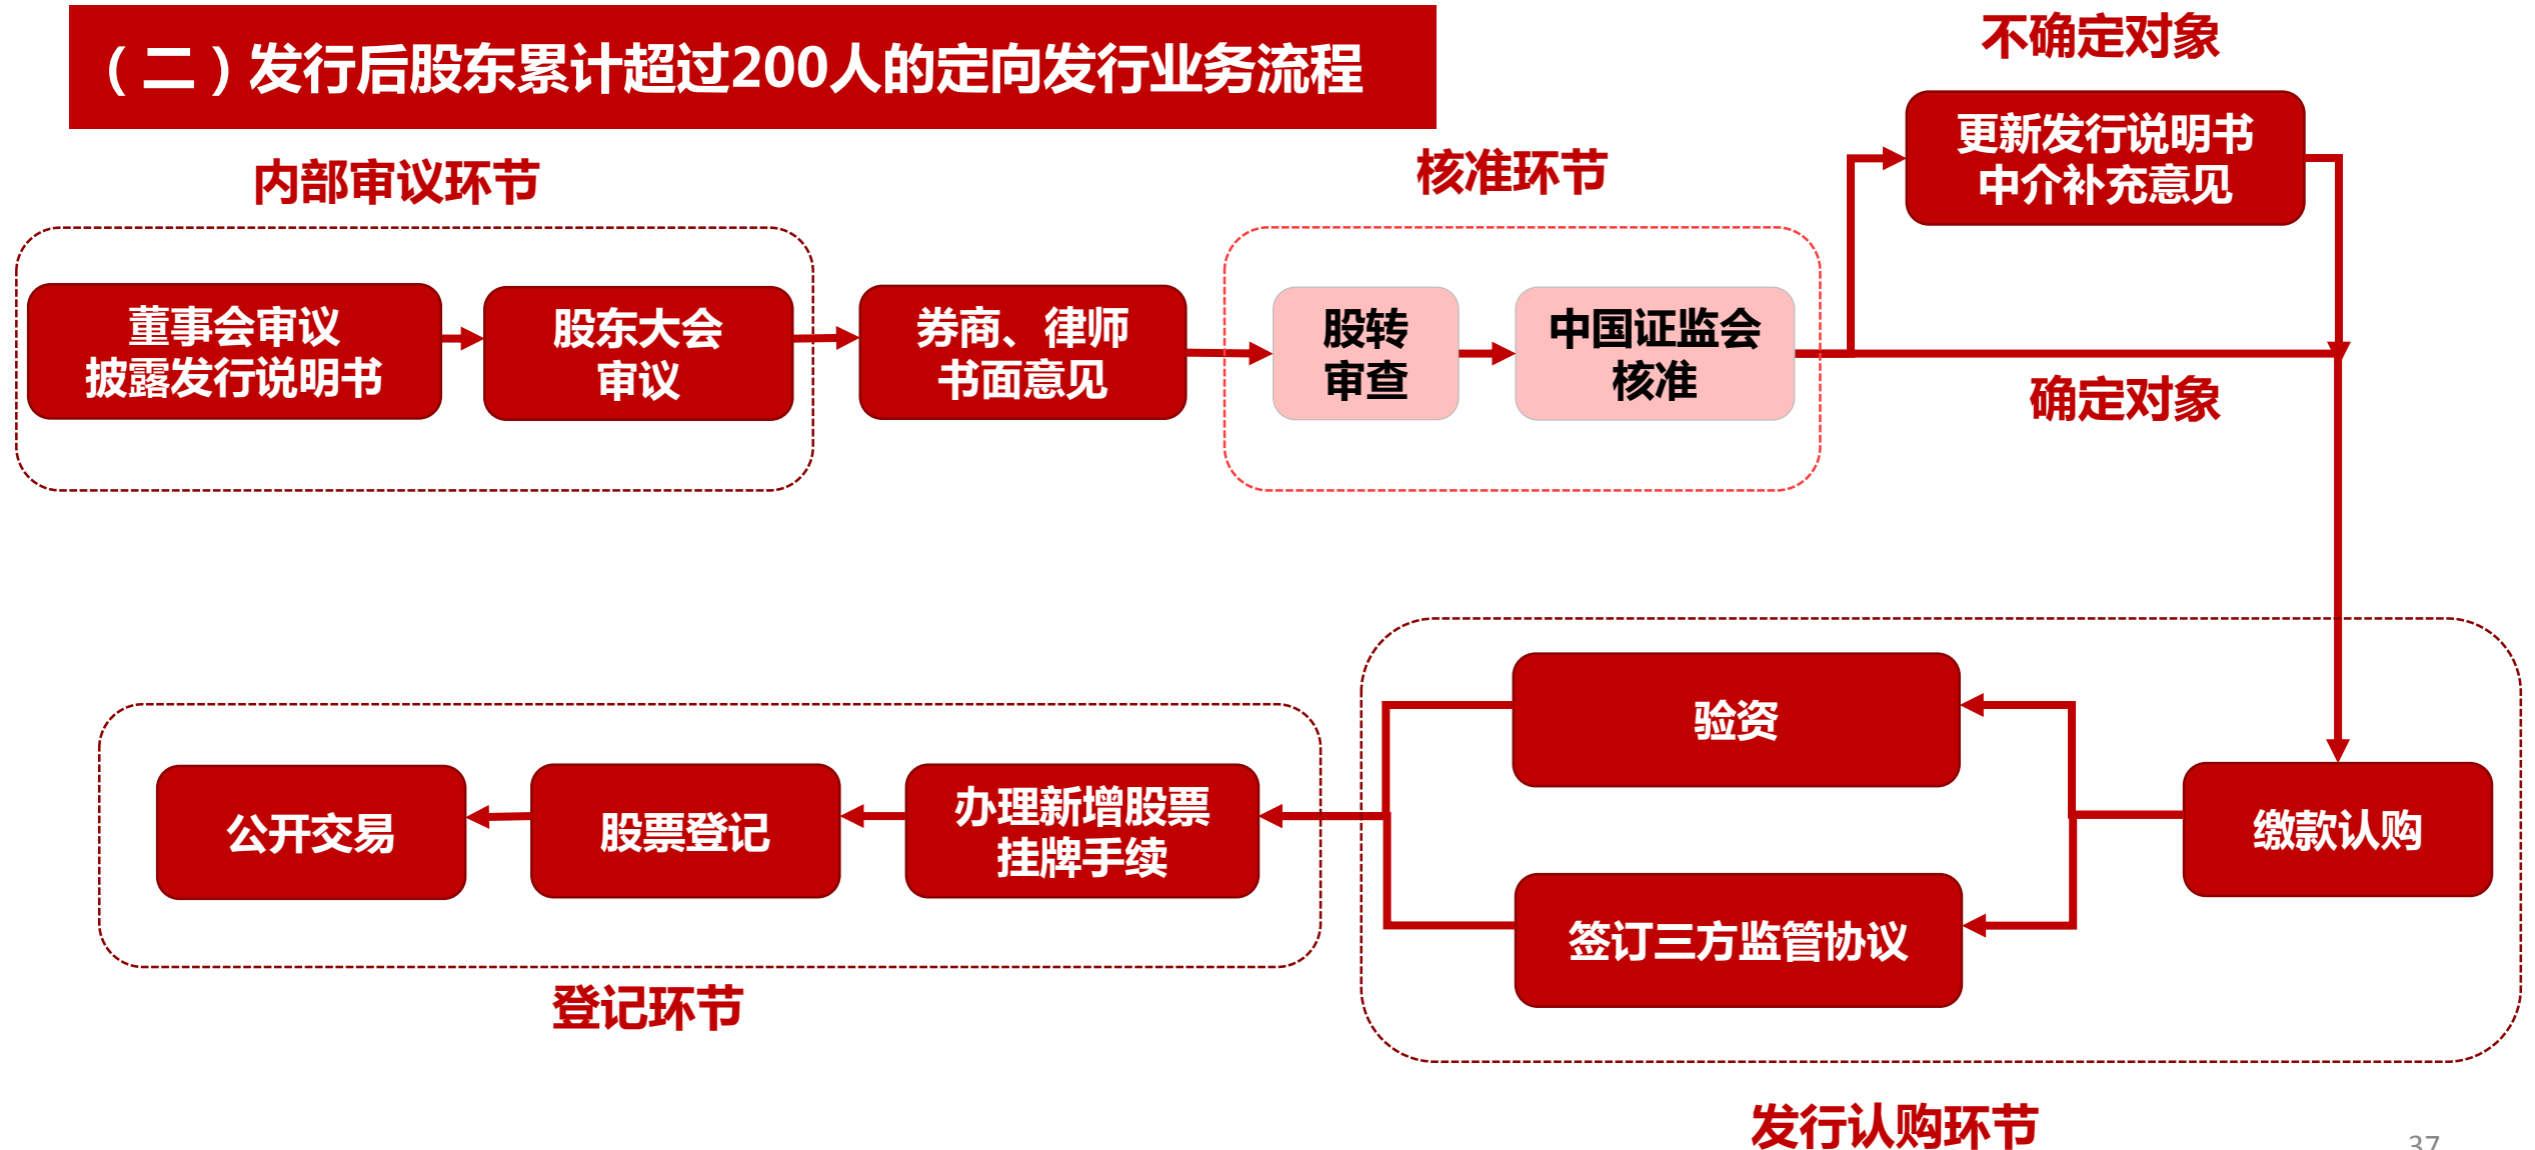 （二）发行后股东累计超过200人的定向发行业务流程
不确定对象
更新发行说明书
中介补充意见
内部审议环节
核准环节
董事会审议
披露发行说明书
股东大会
审议
券商、律师
书面意见
股转
审查
中国证监会
核准
确定对象
验资
缴款认购
签订三方监管协议
办理新增股票
挂牌手续
股票登记
公开交易
登记环节
发行认购环节
37